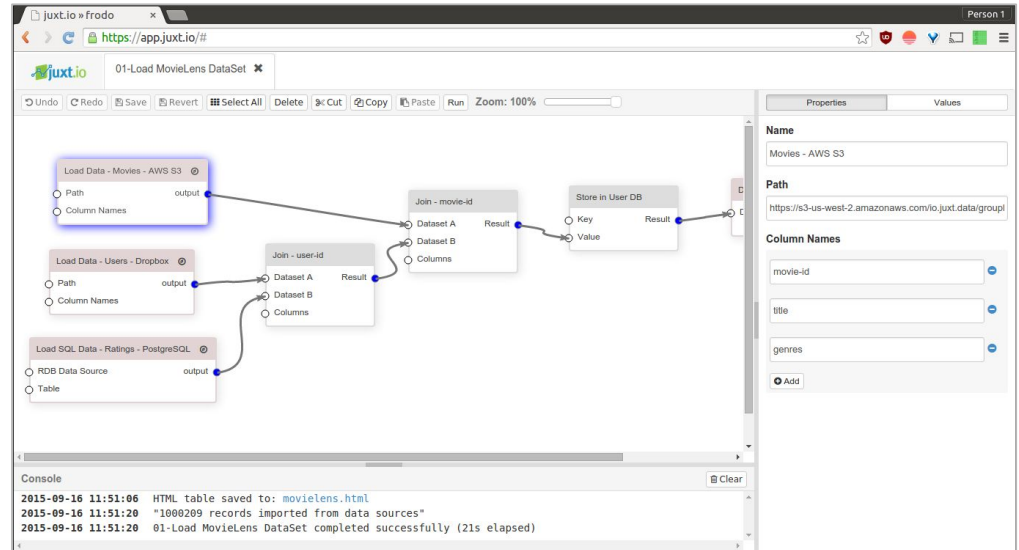 juxt.io » frodo
Person 1
https://app.juxt.io/#
juxt.io
01-Load MovieLens DataSet
Undo Redo Save Revert Select All Delete Cut Copy Paste Run Zoom: 100%
Load Data - Movies - AWS S3
Path output
Column Names
Load Data - Users - Dropbox
Path output
Column Names
Load SQL Data - Ratings - PostgreSQL
RDB Data Source output
Table
Join - user-id
Dataset A Result
Dataset B
Columns
Join - movie-id
Dataset A Result
Dataset B
Columns
Store in User DB
Key Result
Value
Properties Values
Name
Movies - AWS S3
Path
https://s3-us-west-2.amazonaws.com/io.juxt.data/groupl
Column Names
movie-id
title
genres
Add
Console
Clear
2015-09-16 11:51:06 HTML table saved to: movielens.html
2015-09-16 11:51:20 "1000209 records imported from data sources"
2015-09-16 11:51:20 01-Load MovieLens DataSet completed successfully (21s elapsed)